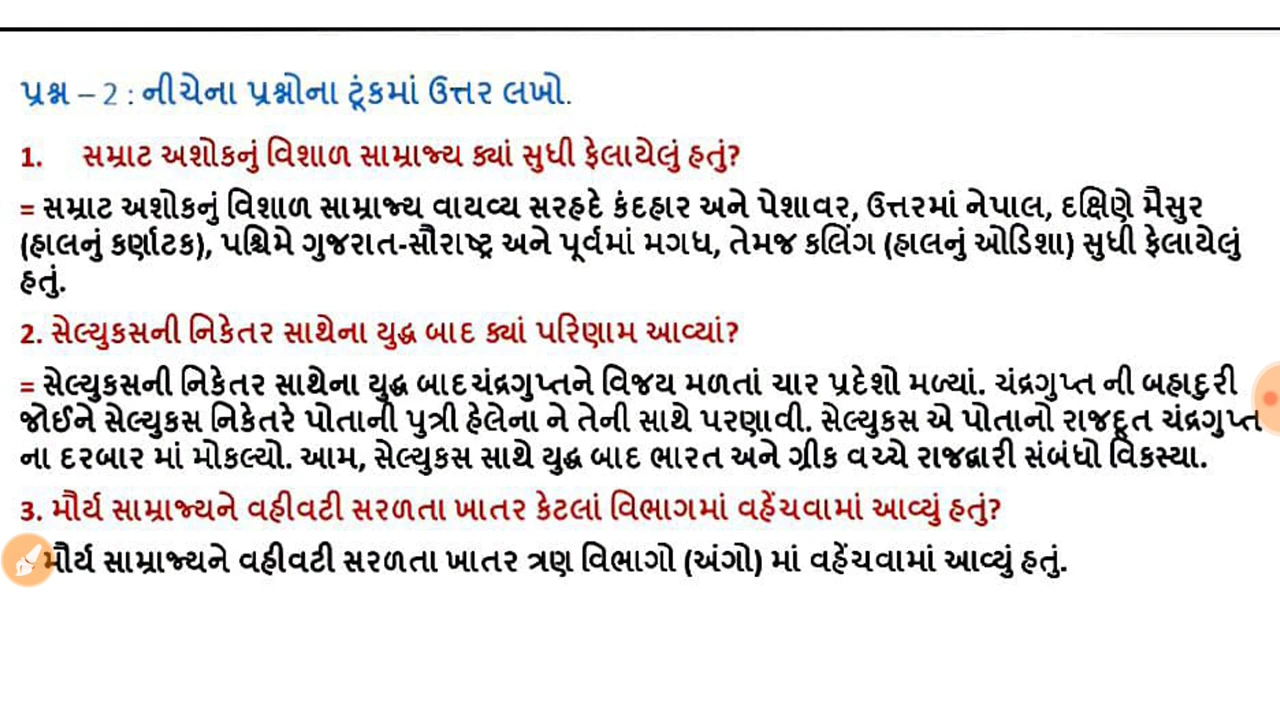 પ્રશ્ન – 2 : નીચેના પ્રશ્નોના ટૂંકમાં ઉત્તર લખો.
1. સમ્રાટ અશોકનું વિશાળ સામ્રાજ્ય ક્યાં સુધી ફેલાયેલું હતું?
= સમ્રાટ અશોકનું વિશાળ સામ્રાજ્ય વાયવ્ય સરહદે કંદહાર અને પેશાવર, ઉત્તરમાં નેપાલ, દક્ષિણે મૈસુર
(હાલનું કર્ણાટક), પશ્ચિમે ગુજરાત-સૌરાષ્ટ્ર અને પૂર્વમાં મગધ, તેમજ કલિંગ (હાલનું ઓડિશા) સુધી ફેલાયેલું
હતું.
2. સેલ્યુકસની નિકેતર સાથેના યુદ્ધ બાદ ક્યાં પરિણામ આવ્યાં?
= સેલ્યુકસની નિકેતર સાથેના યુદ્ધ બાદચંદ્રગુપ્તને વિજય મળતાં ચાર પ્રદેશો મળ્યાં. ચંદ્રગુપ્ત ની બહાદુરી
જોઈને સેલ્યુકસ નિકેતરે પોતાની પુત્રી હેલેના ને તેની સાથે પરણાવી. સેલ્યુકસ એ પોતાનો રાજદૂત ચંદ્રગુપ્ત
ના દરબાર માં મોકલ્યો. આમ, સેલ્યુકસ સાથે યુદ્ધ બાદ ભારત અને ગ્રીક વચ્ચે રાજદ્વારી સંબંધો વિકસ્યા.
3. મૌર્ય સામ્રાજ્યને વહીવટી સરળતા ખાતર કેટલાં વિભાગમાં વહેંચવામાં આવ્યું હતું?
મૌર્ય સામ્રાજ્યને વહીવટી સરળતા ખાતર ત્રણ વિભાગો (અંગો) માં વહેંચવામાં આવ્યું હતું.